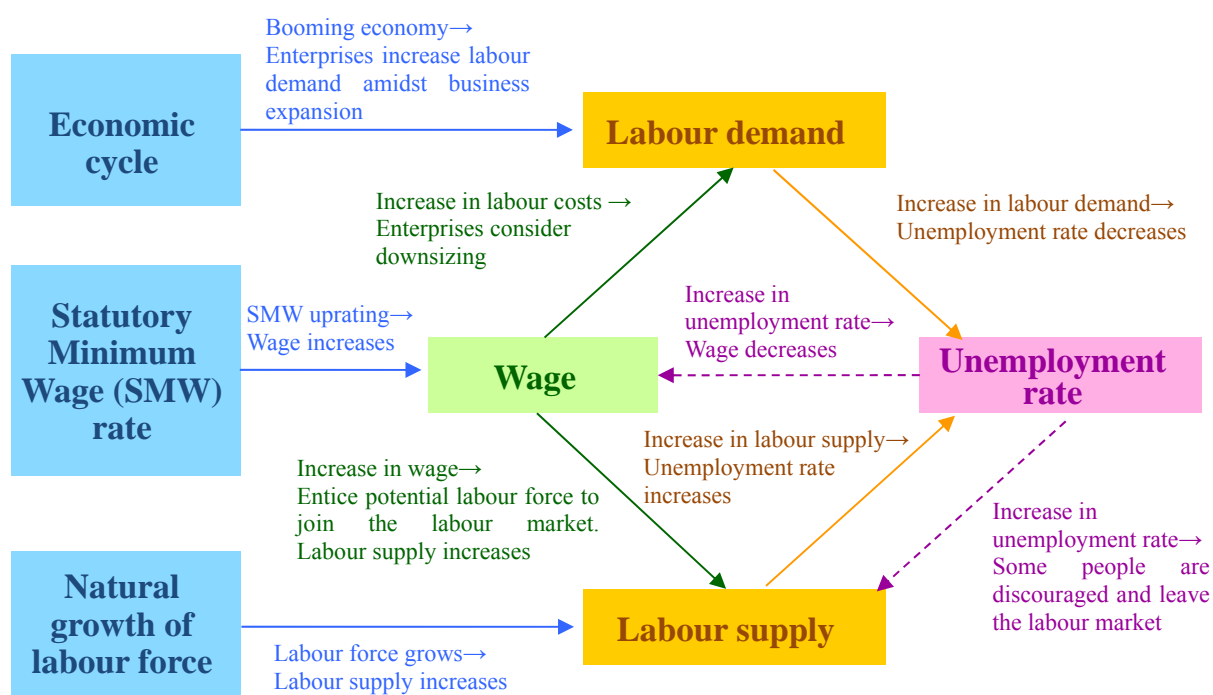 Booming economy→
Enterprises increase labour
demand amidst business
expansion
Economic
cycle
Labour demand
Increase in labour costs →
Enterprises consider
downsizing
Increase in labour demand→
Unemployment rate decreases
Statutory
Minimum
Wage (SMW)
rate
SMW uprating→
Wage increases
Increase in
unemployment rate→
Wage decreases
Wage
Unemployment
rate
Increase in wage→
Entice potential labour force to
join the labour market.
Labour supply increases
Increase in labour supply→
Unemployment rate
increases
Increase in
unemployment rate→
Some people are
discouraged and leave
the labour market
Natural
growth of
labour force
Labour supply
Labour force grows→
Labour supply increases